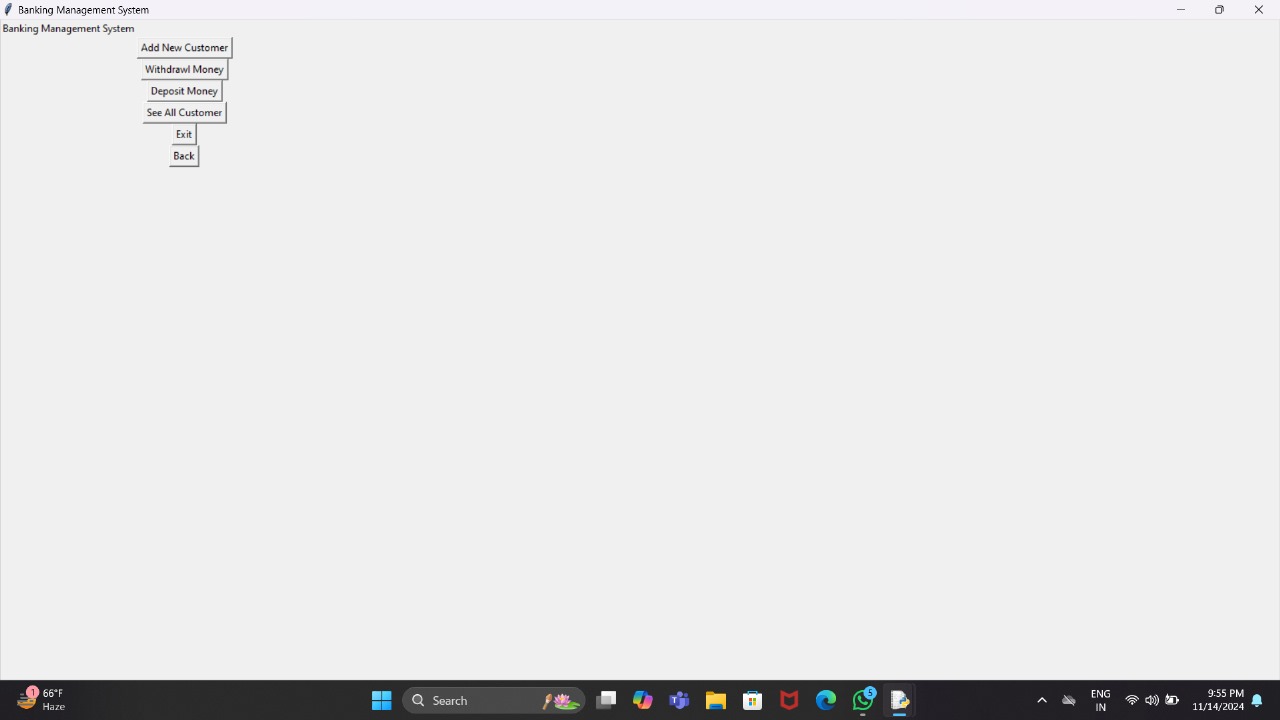 Banking Management System
Banking Management System
Add New Customer
Withdrawl Money
Deposit Money
See All Customer
Exit
Back
1
66°F
Haze
Search
5
ENG
IN
9:55 PM
11/14/2024